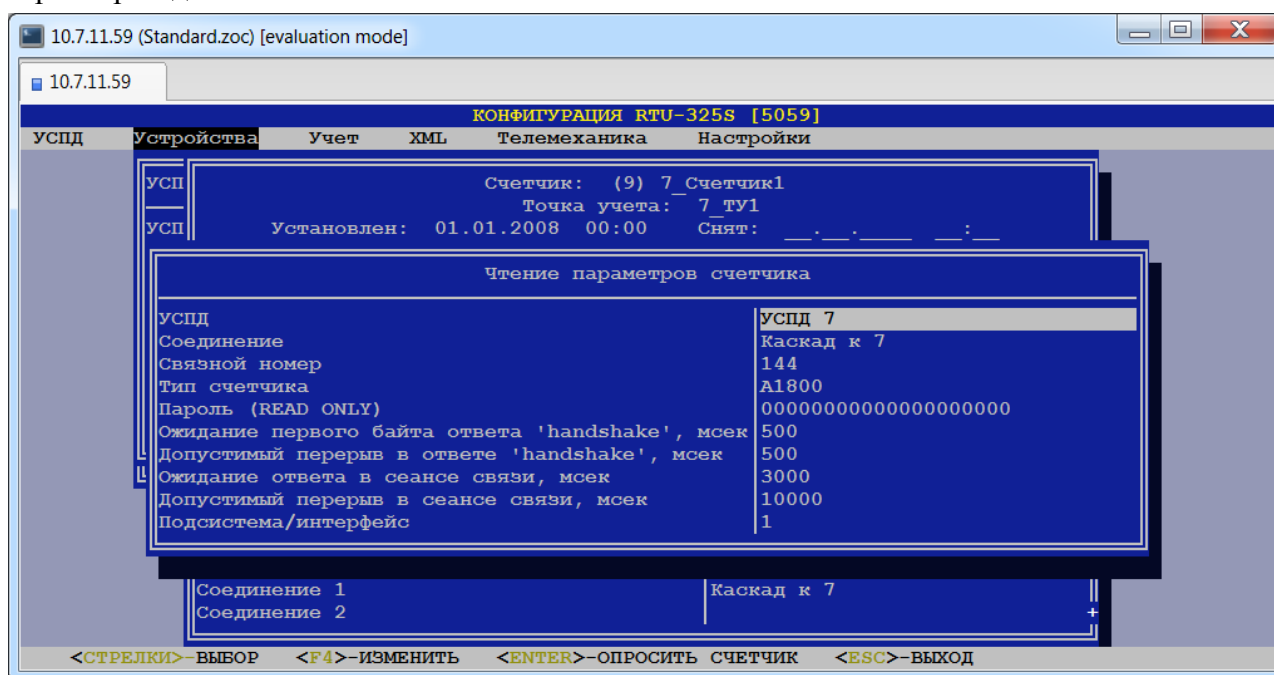 10.7.11.59 (Standard.zoc) [evaluation mode]
10.7.11.59
КОНФИГУРАЦИЯ RTU-325S [5059]
УСПД Устройства Учет XML Телемеханика Настройки
УСП Счетчик: (9) 7_Счетчик1
Точка учета: 7_ТУ1
УСП Установлен: 01.01.2008 00:00 Снят: __.__.____ __:__
Чтение параметров счетчика
УСПД УСПД 7
Соединение Каскад к 7
Связной номер 144
Тип счетчика A1800
Пароль (READ ONLY) 00000000000000000000
Ожидание первого байта ответа 'handshake', мсек 500
Допустимый перерыв в ответе 'handshake', мсек 500
Ожидание ответа в сеансе связи, мсек 3000
Допустимый перерыв в сеансе связи, мсек 10000
Подсистема/интерфейс 1
Соединение 1 Каскад к 7
Соединение 2 +
<СТРЕЛКИ>-ВЫБОР <F4>-ИЗМЕНИТЬ <ENTER>-ОПРОСИТЬ СЧЕТЧИК <ESC>-ВЫХОД